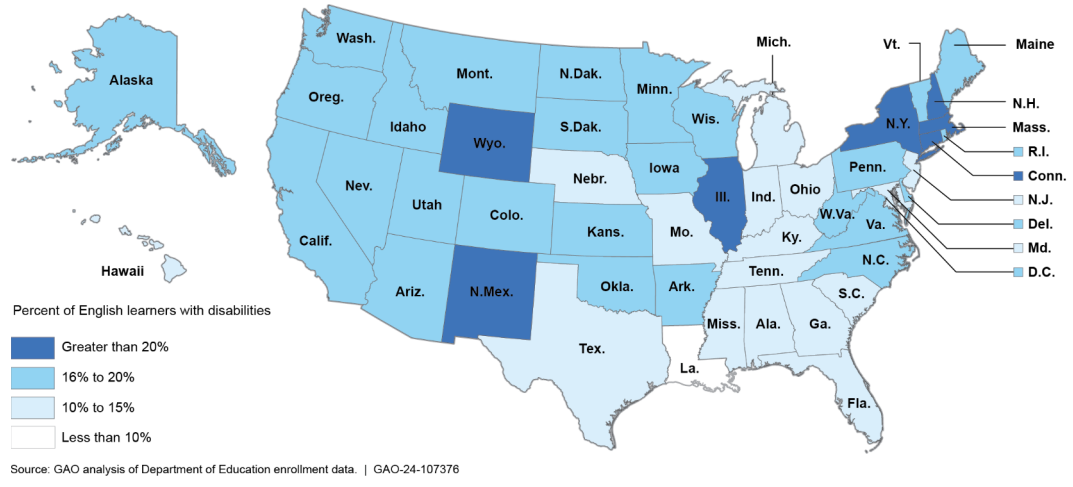 Mich.
Vt.
Maine
Wash.
Mont.
N.Dak.
Minn.
Alaska
Oreg.
Idaho
S.Dak.
Wis.
N.Y.
N.H.
Mass.
Wyo.
R.I.
Iowa
Penn.
Conn.
Nebr.
Nev.
Utah
Colo.
Ill.
Ind.
Ohio
N.J.
W.Va.
Va.
Del.
Calif.
Kans.
Mo.
Ky.
Md.
N.C.
Hawaii
Ariz.
N.Mex.
Okla.
Ark.
Tenn.
D.C.
S.C.
Miss.
Ala.
Ga.
Tex.
La.
Fla.
Percent of English learners with disabilities
Greater than 20%
16% to 20%
10% to 15%
Less than 10%
Source: GAO analysis of Department of Education enrollment data. | GAO-24-107376